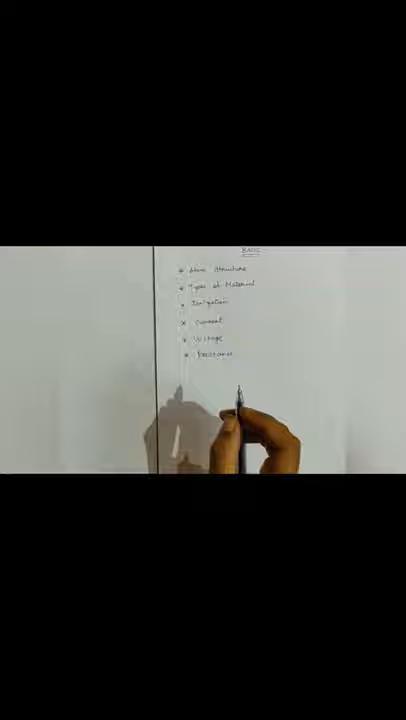 BASIC
* Atom Structure
* Types of Material
* Ionization
* Current
* Voltage
* Resistance